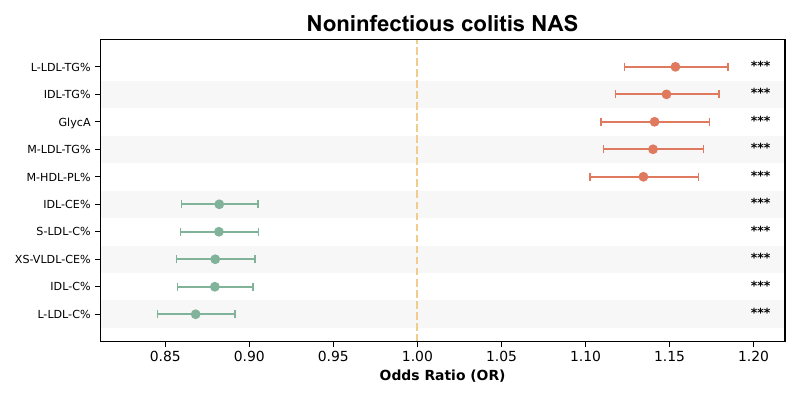 Noninfectious colitis NAS
L-LDL-TG% ***
IDL-TG% ***
GlycA ***
M-LDL-TG% ***
M-HDL-PL% ***
IDL-CE% ***
S-LDL-C% ***
XS-VLDL-CE% ***
IDL-C% ***
L-LDL-C% ***
0.85 0.90 0.95 1.00 1.05 1.10 1.15 1.20
Odds Ratio (OR)